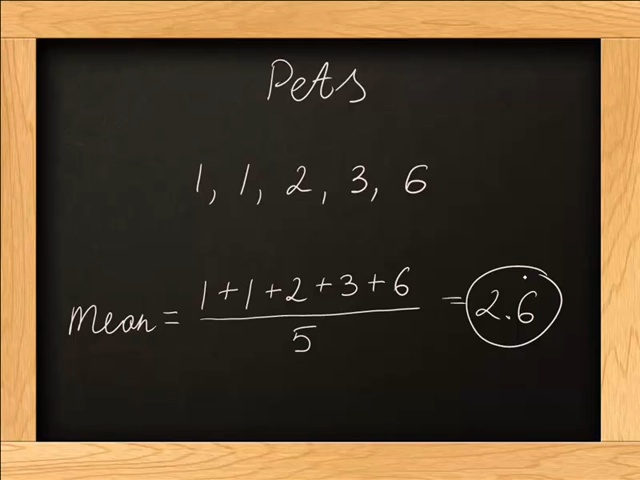 Pets
1, 1, 2, 3, 6
Mean = (1+1+2+3+6)/5 = 2.6̇